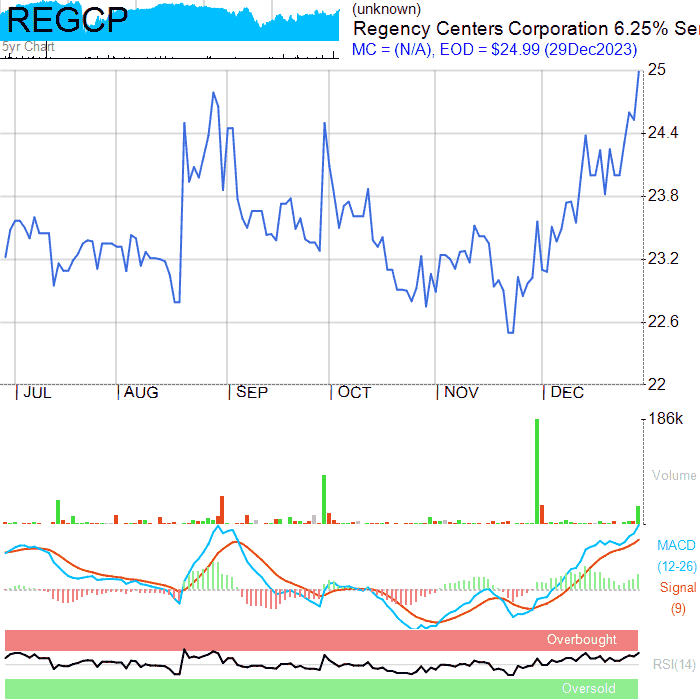 REGCP
5yr Chart
(unknown)
Regency Centers Corporation 6.25% Ser
MC = (N/A), EOD = $24.99 (29Dec2023)
25
24.4
23.8
23.2
22.6
22
JUL AUG SEP OCT NOV DEC
186k
Volume
MACD
(12-26)
Signal
(9)
Overbought
RSI(14)
Oversold